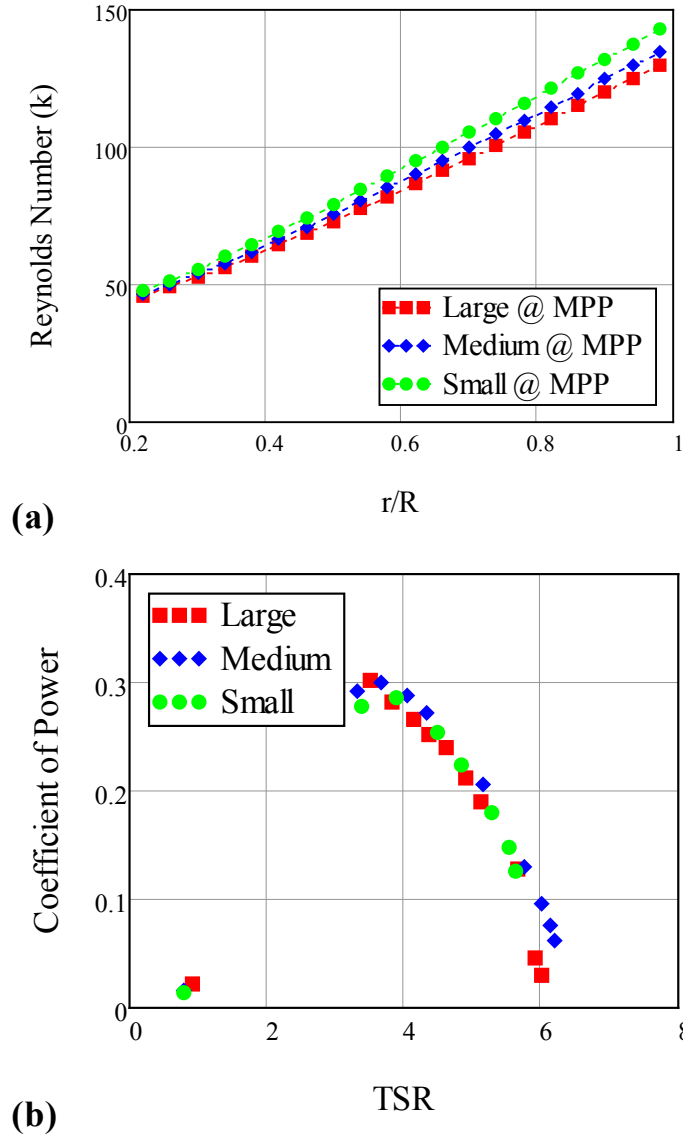 150
100
50
0
0.2 0.4 0.6 0.8 1
Reynolds Number (k)
Large @ MPP
Medium @ MPP
Small @ MPP
r/R
(a)
0.4
0.3
0.2
0.1
0
0 2 4 6 8
Coefficient of Power
Large
Medium
Small
TSR
(b)